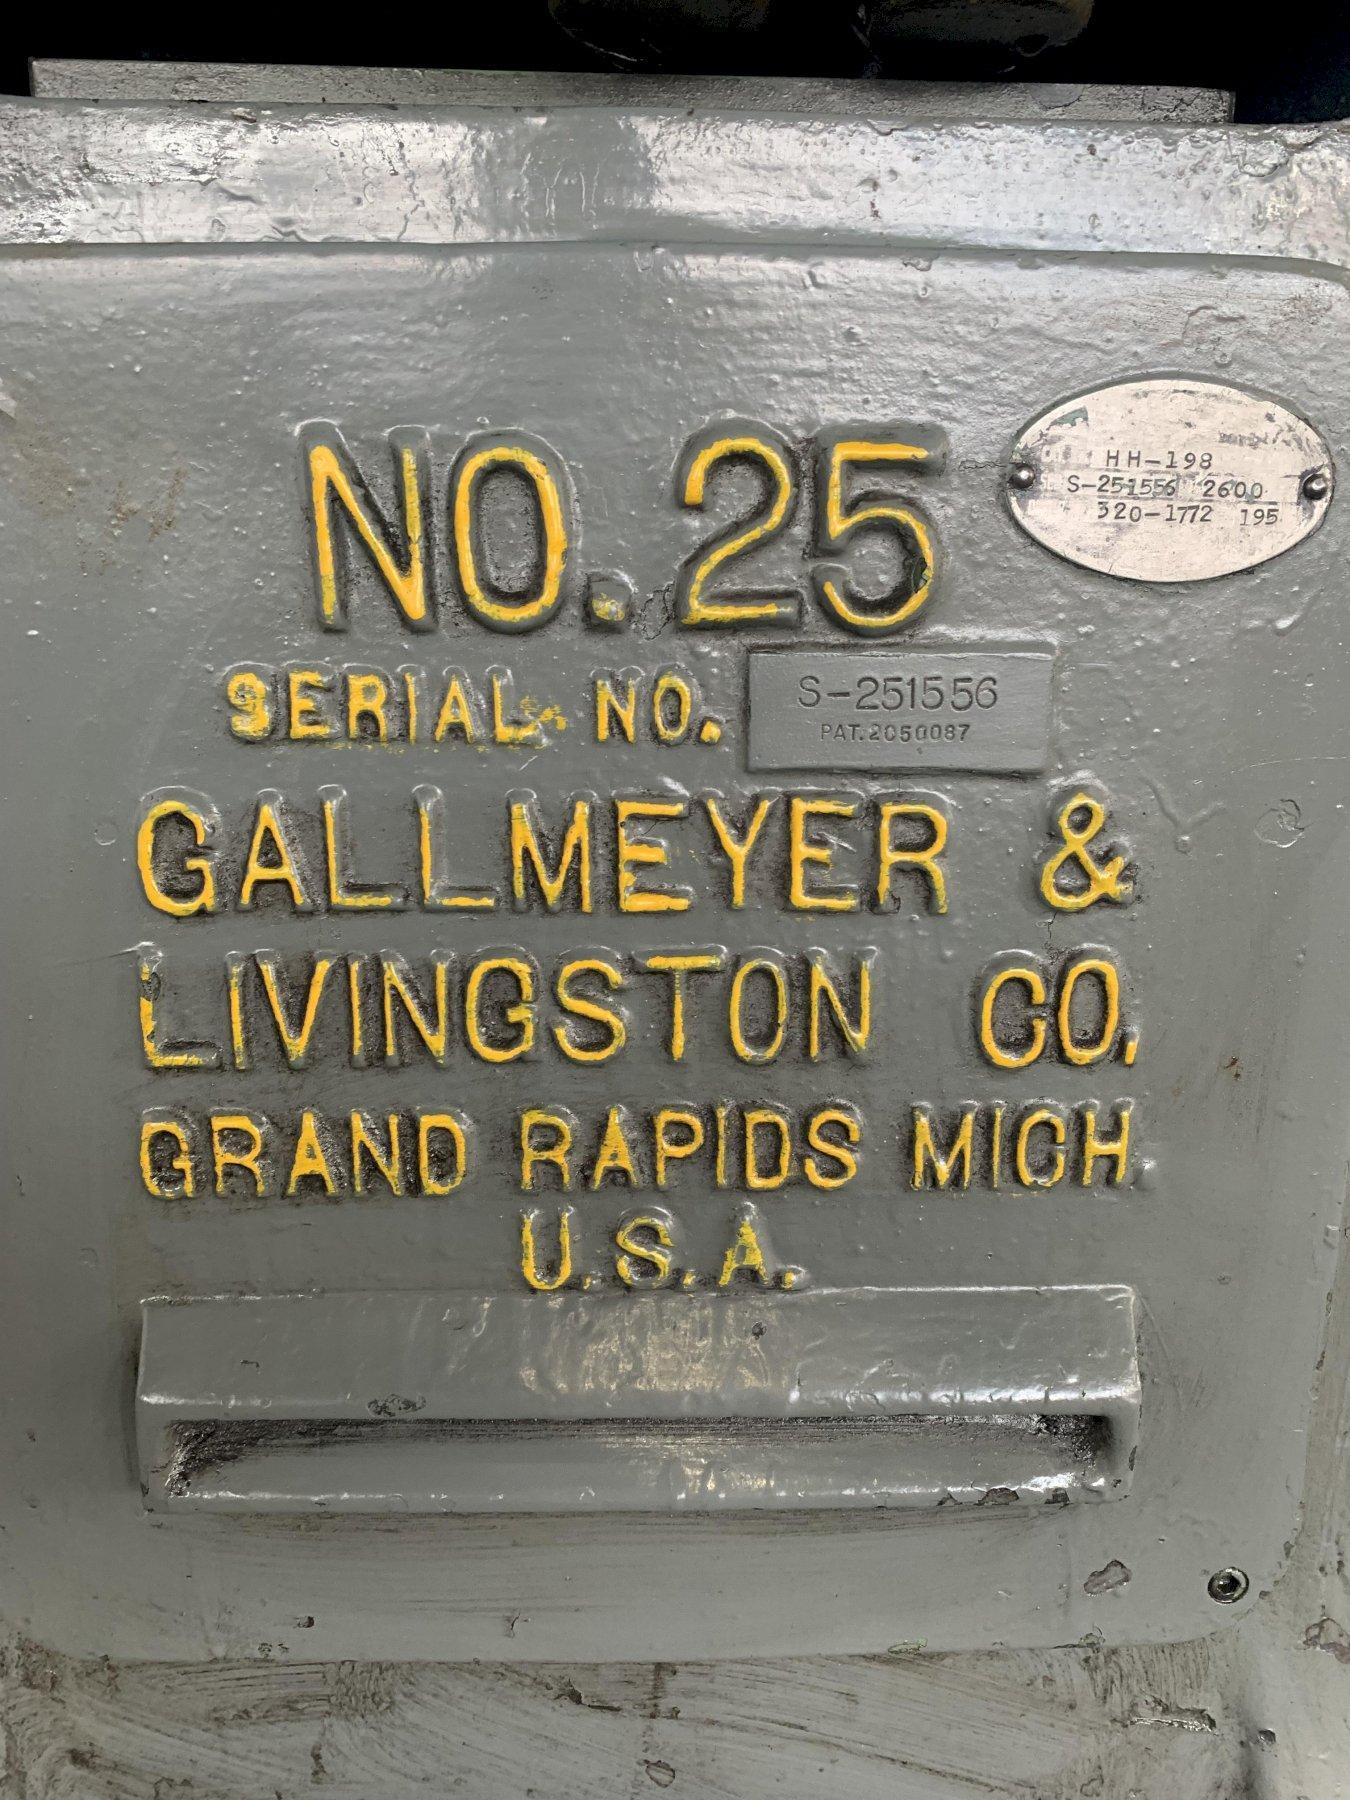 NO. 25
HH-198
S-251556 2600
320-1772 195
SERIAL NO. S-251556
PAT. 2050087
GALLMEYER &
LIVINGSTON CO.
GRAND RAPIDS MICH.
U.S.A.